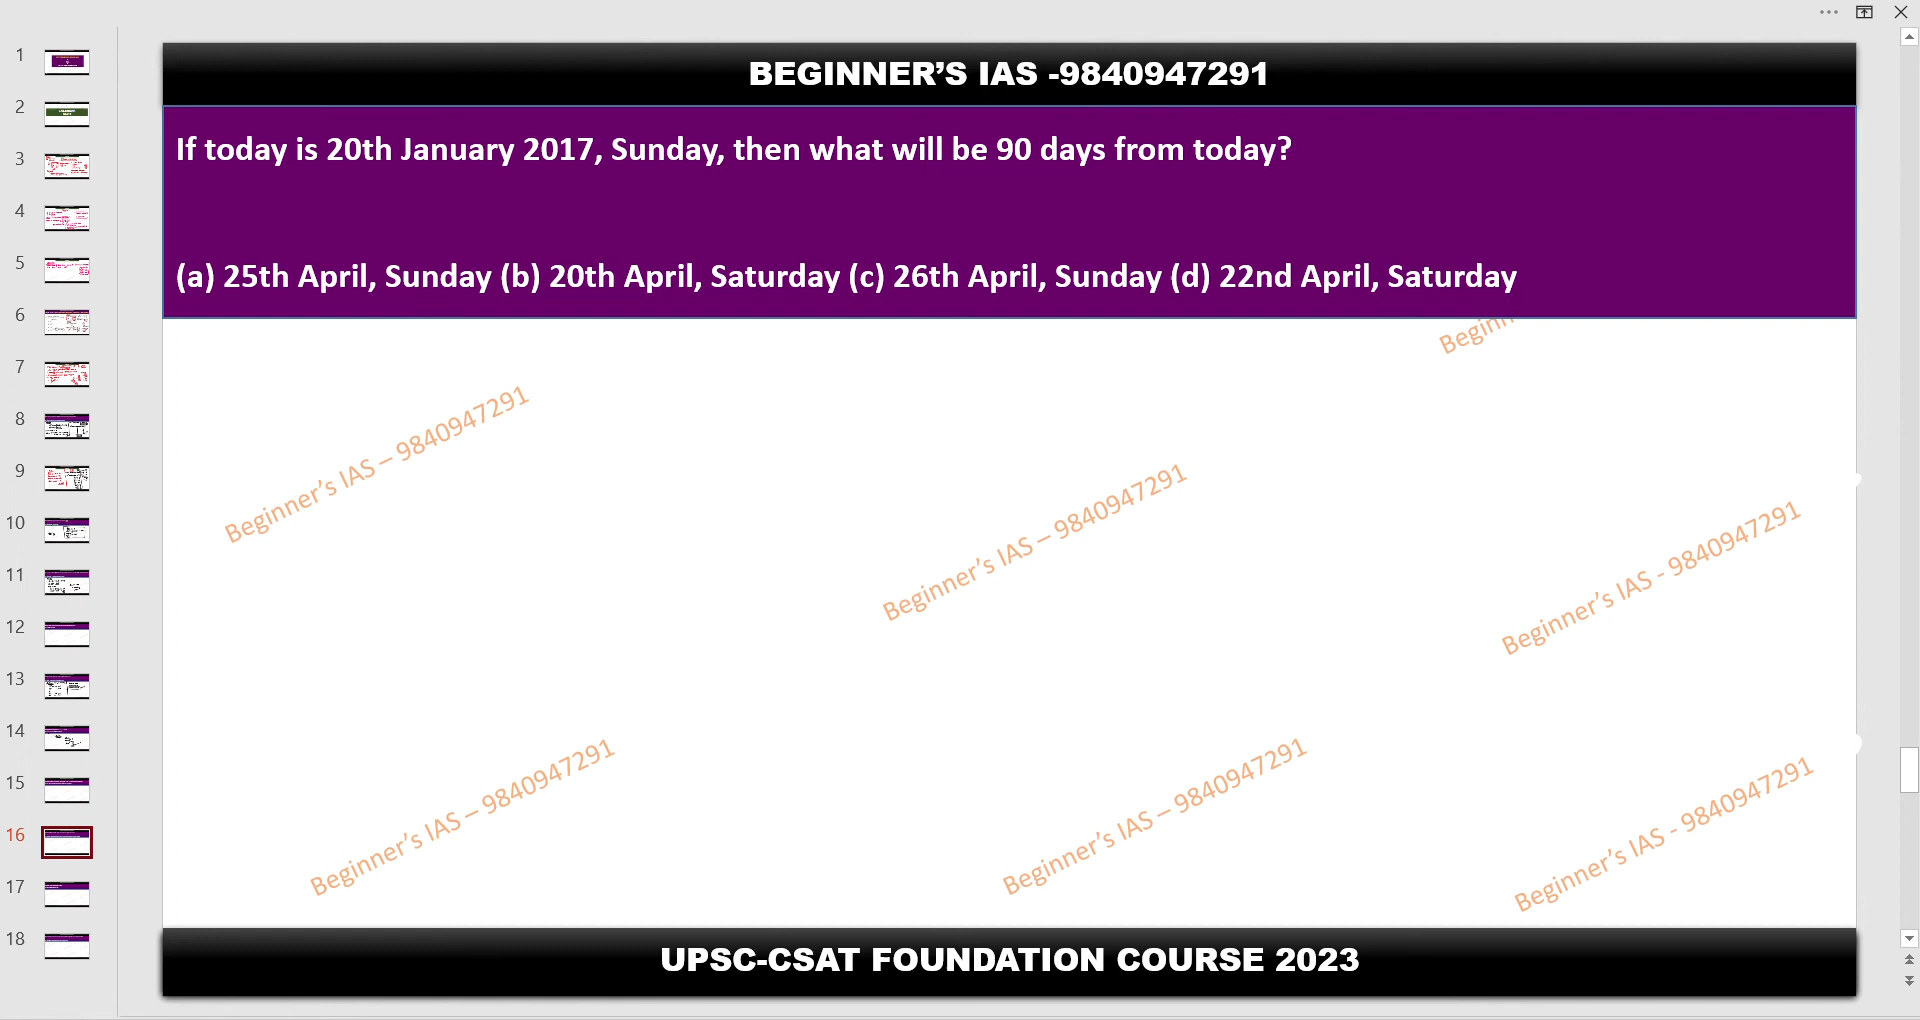 BEGINNER’S IAS -9840947291
If today is 20th January 2017, Sunday, then what will be 90 days from today?
(a) 25th April, Sunday (b) 20th April, Saturday (c) 26th April, Sunday (d) 22nd April, Saturday
Beginn
Beginner’s IAS – 9840947291
Beginner’s IAS – 9840947291
Beginner’s IAS - 9840947291
Beginner’s IAS – 9840947291
Beginner’s IAS – 9840947291
Beginner’s IAS - 9840947291
UPSC-CSAT FOUNDATION COURSE 2023
1
2
3
4
5
6
7
8
9
10
11
12
13
14
15
16
17
18